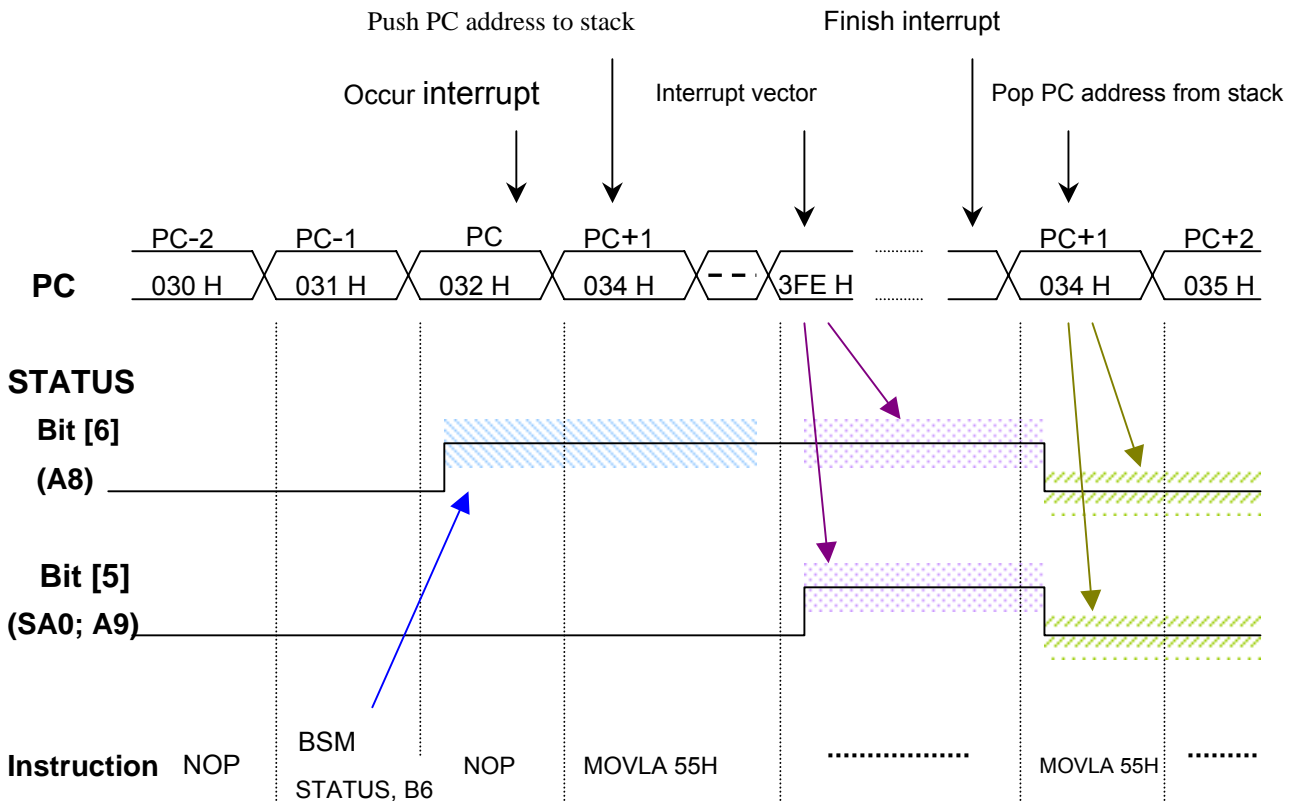 Push PC address to stack
Finish interrupt
Occur interrupt
Interrupt vector
Pop PC address from stack
PC-2 PC-1 PC PC+1 PC+1 PC+2
PC 030 H 031 H 032 H 034 H 3FE H 034 H 035 H
STATUS
Bit [6]
(A8)
Bit [5]
(SA0; A9)
Instruction NOP BSM NOP MOVLA 55H MOVLA 55H
STATUS, B6